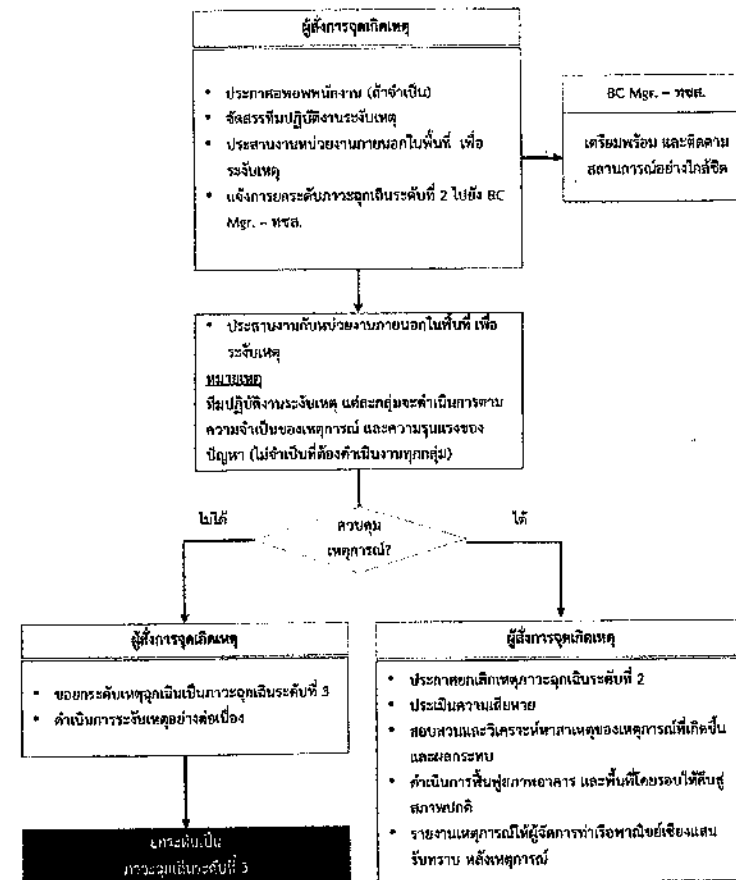 ผู้สั่งการจุดเกิดเหตุ
• ประกาศอพยพพนักงาน (ถ้าจำเป็น)
• จัดสรรทีมปฏิบัติงานระงับเหตุ
• ประสานงานหน่วยงานภายนอกในพื้นที่ เพื่อ
ระงับเหตุ
• แจ้งการยกระดับภาวะฉุกเฉินระดับที่ 2 ไปยัง BC
Mgr. – ทชส.
BC Mgr. – ทชส.
เตรียมพร้อม และติดตาม
สถานการณ์อย่างใกล้ชิด
• ประสานงานกับหน่วยงานภายนอกในพื้นที่ เพื่อ
ระงับเหตุ
หมายเหตุ
ทีมปฏิบัติงานระงับเหตุ แต่ละกลุ่มจะดำเนินการตาม
ความจำเป็นของเหตุการณ์ และความรุนแรงของ
ปัญหา (ไม่จำเป็นที่ต้องดำเนินงานทุกกลุ่ม)
ไม่ได้
ควบคุม
เหตุการณ์?
ได้
ผู้สั่งการจุดเกิดเหตุ
• ขอยกระดับเหตุฉุกเฉินเป็นภาวะฉุกเฉินระดับที่ 3
• ดำเนินการระงับเหตุอย่างต่อเนื่อง
ยกระดับเป็น
ภาวะฉุกเฉินระดับที่ 3
ผู้สั่งการจุดเกิดเหตุ
• ประกาศยกเลิกเหตุภาวะฉุกเฉินระดับที่ 2
• ประเมินความเสียหาย
• สอบสวนและวิเคราะห์หาสาเหตุของเหตุการณ์ที่เกิดขึ้น
และผลกระทบ
• ดำเนินการฟื้นฟูสภาพอาคาร และพื้นที่โดยรอบให้คืนสู่
สภาพปกติ
• รายงานเหตุการณ์ให้ผู้จัดการท่าเรือพาณิชย์เชียงแสน
รับทราบ หลังเหตุการณ์